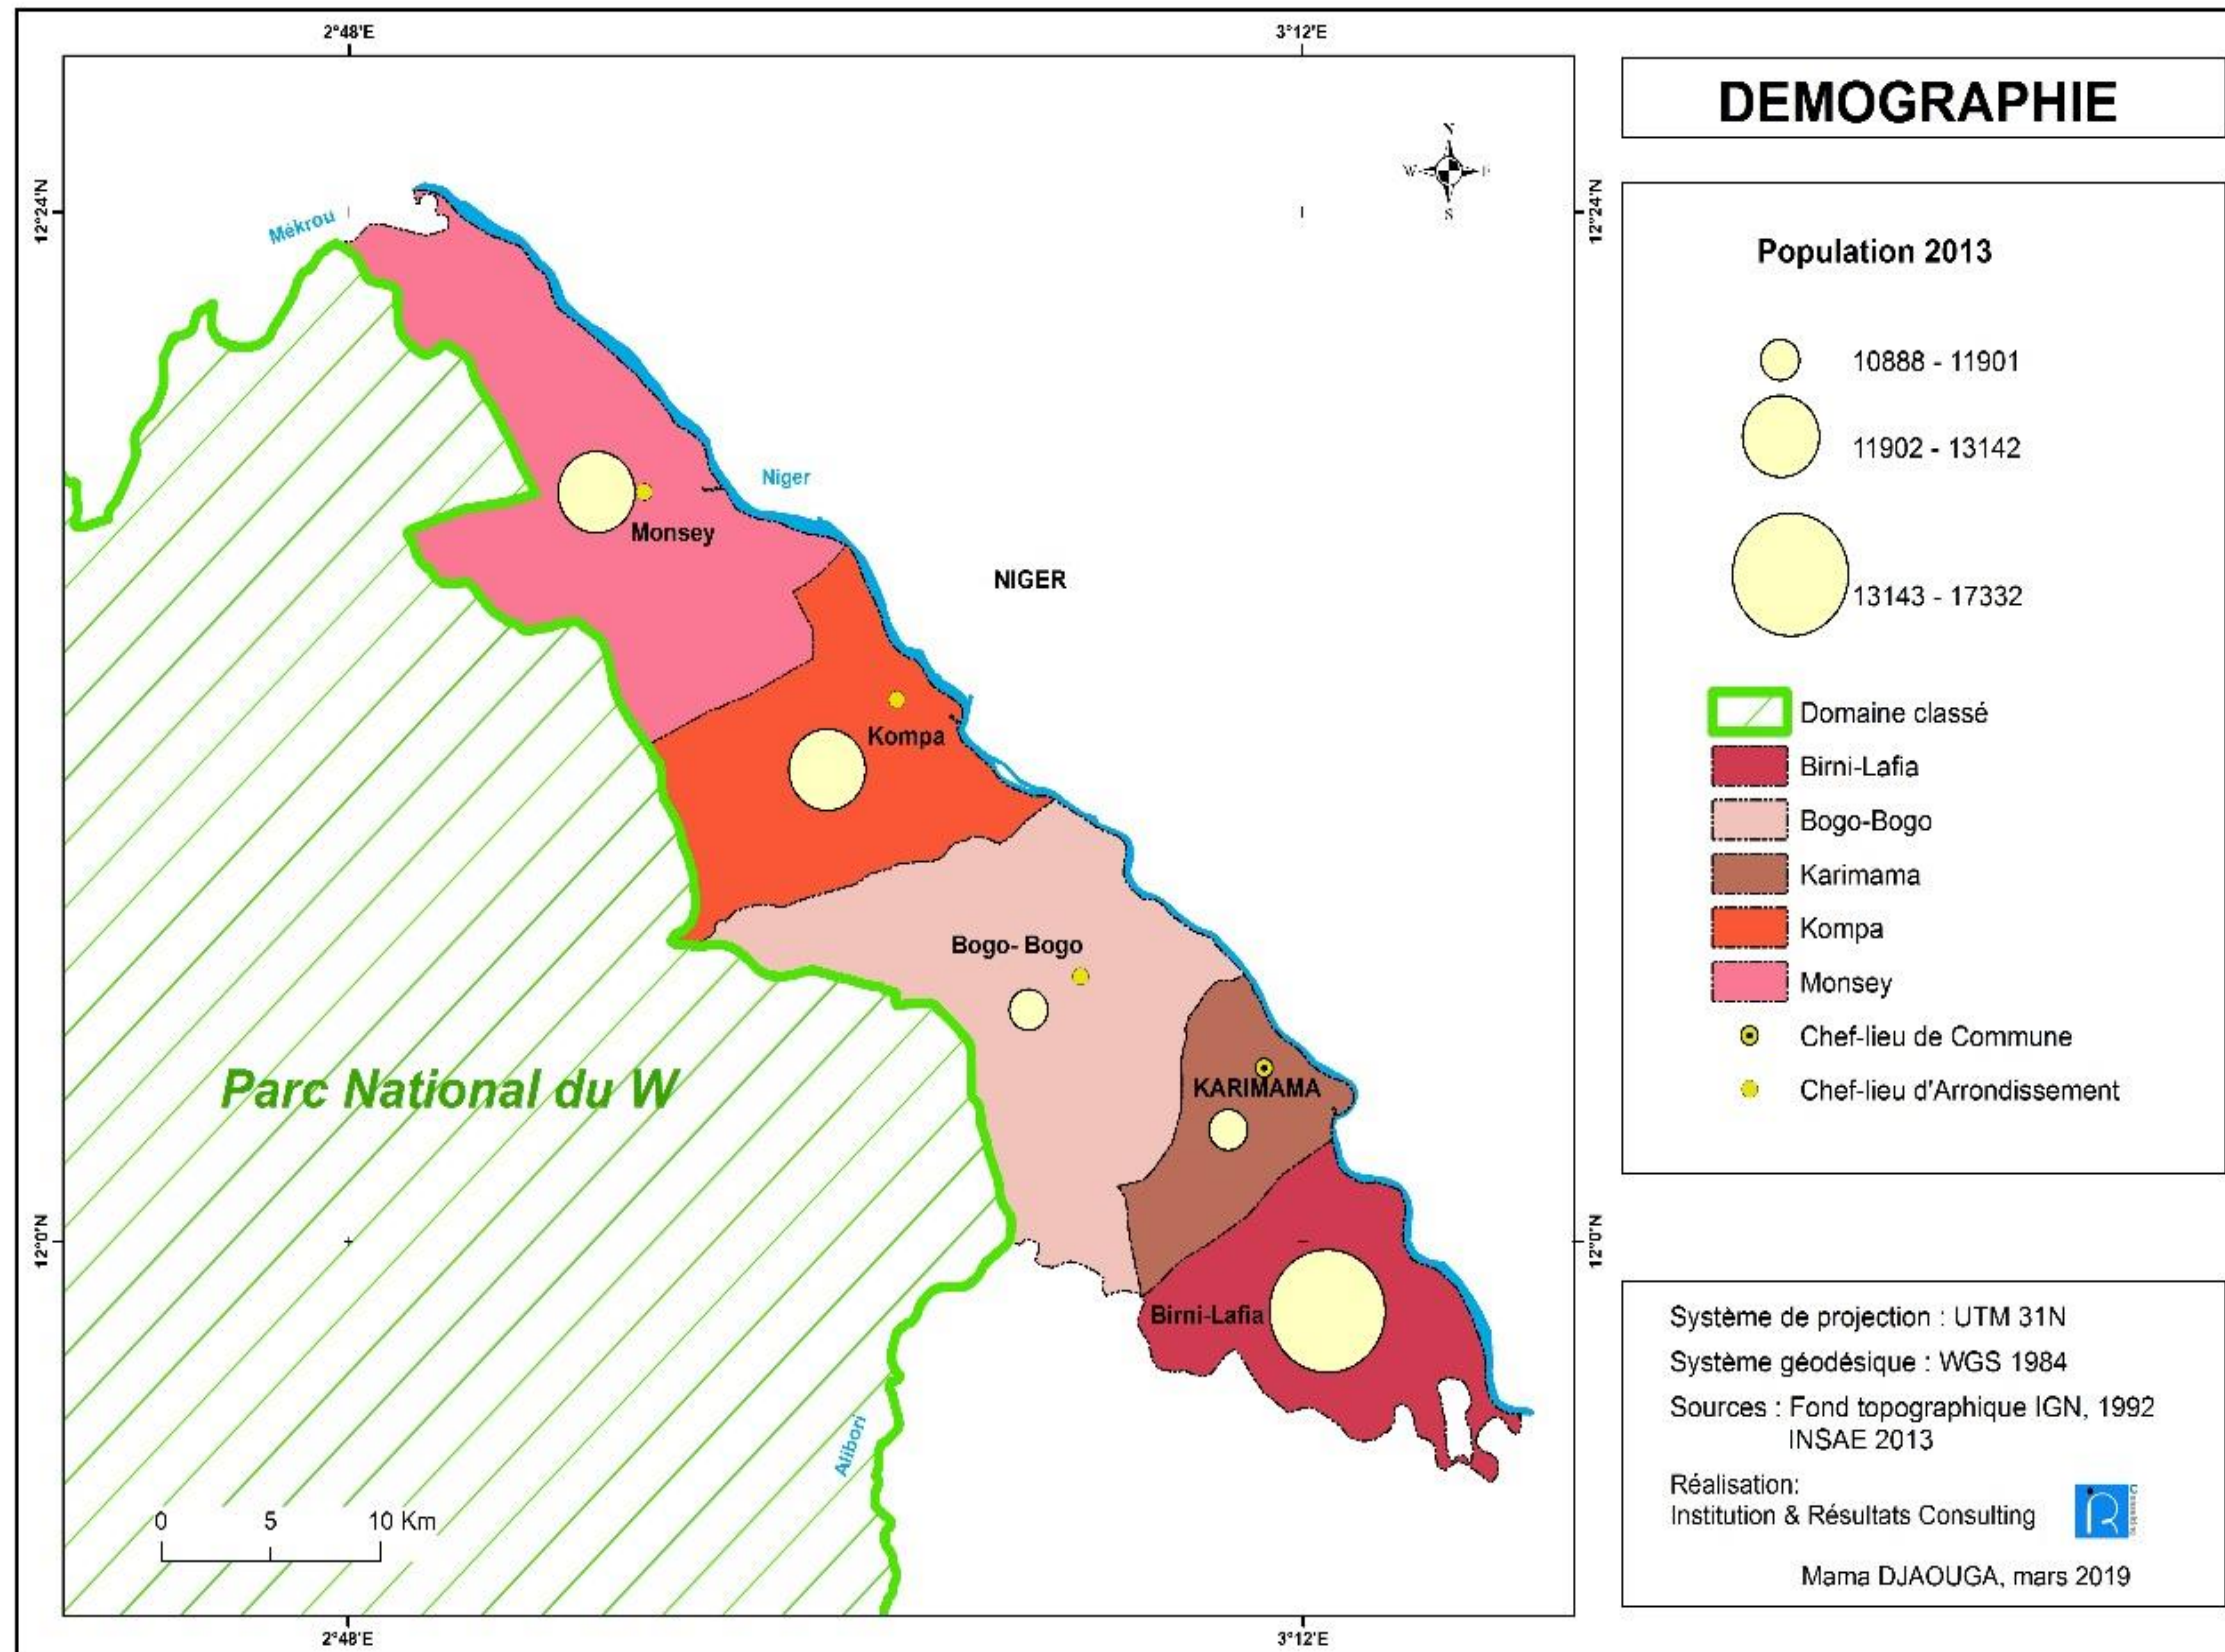 2°48'E
3°12'E
DEMOGRAPHIE
N
W
E
S
12°24'N
12°24'N
Mékrou
Population 2013
10888 - 11901
11902 - 13142
13143 - 17332
Niger
Monsey
NIGER
Kompa
Bogo- Bogo
KARIMAMA
Parc National du W
Birni-Lafia
Alibori
Domaine classé
Birni-Lafia
Bogo-Bogo
Karimama
Kompa
Monsey
Chef-lieu de Commune
Chef-lieu d'Arrondissement
12°0'N
12°0'N
0 5 10 Km
Système de projection : UTM 31N
Système géodésique : WGS 1984
Sources : Fond topographique IGN, 1992
INSAE 2013
Réalisation:
Institution & Résultats Consulting
Mama DJAOUGA, mars 2019
2°48'E
3°12'E